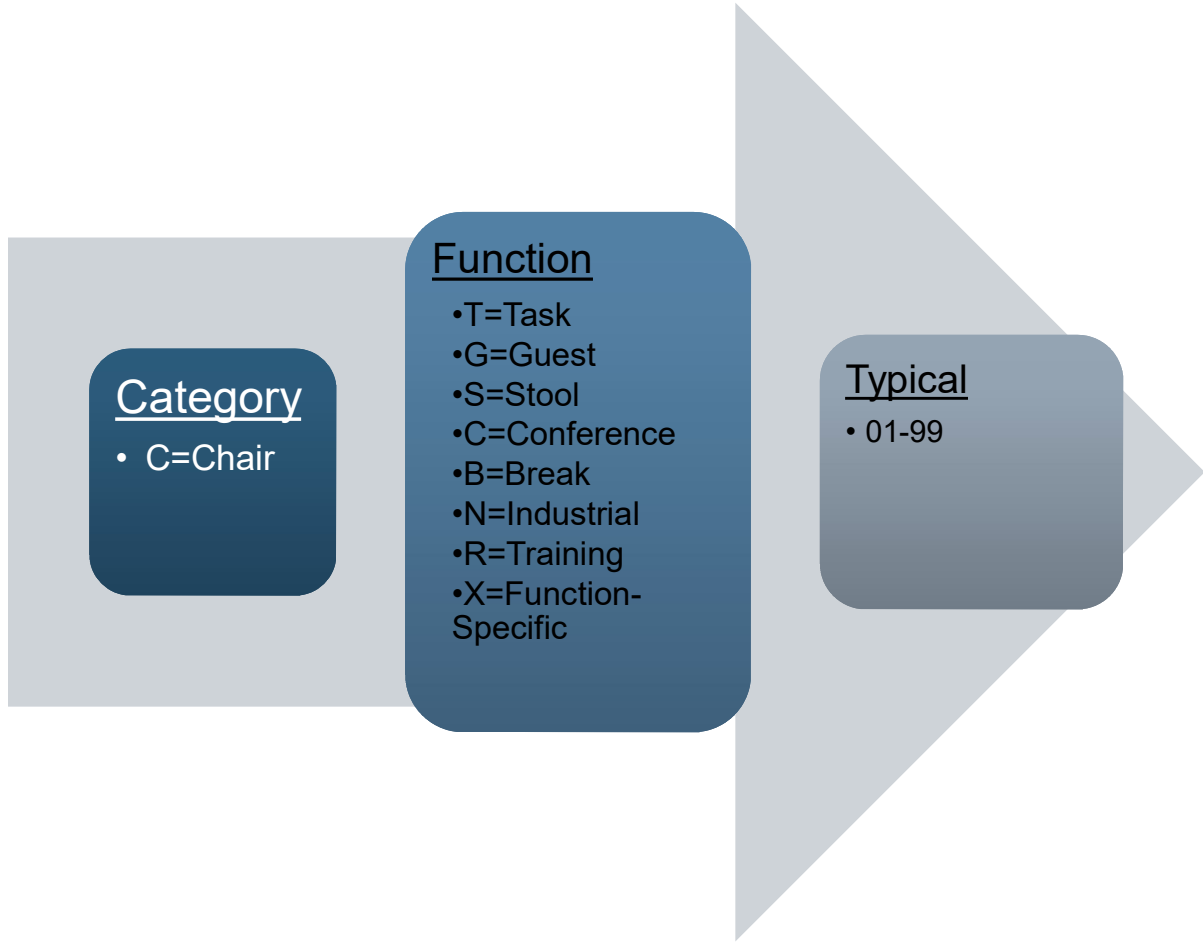 Category
• C=Chair
Function
•T=Task
•G=Guest
•S=Stool
•C=Conference
•B=Break
•N=Industrial
•R=Training
•X=Function-
Specific
Typical
• 01-99